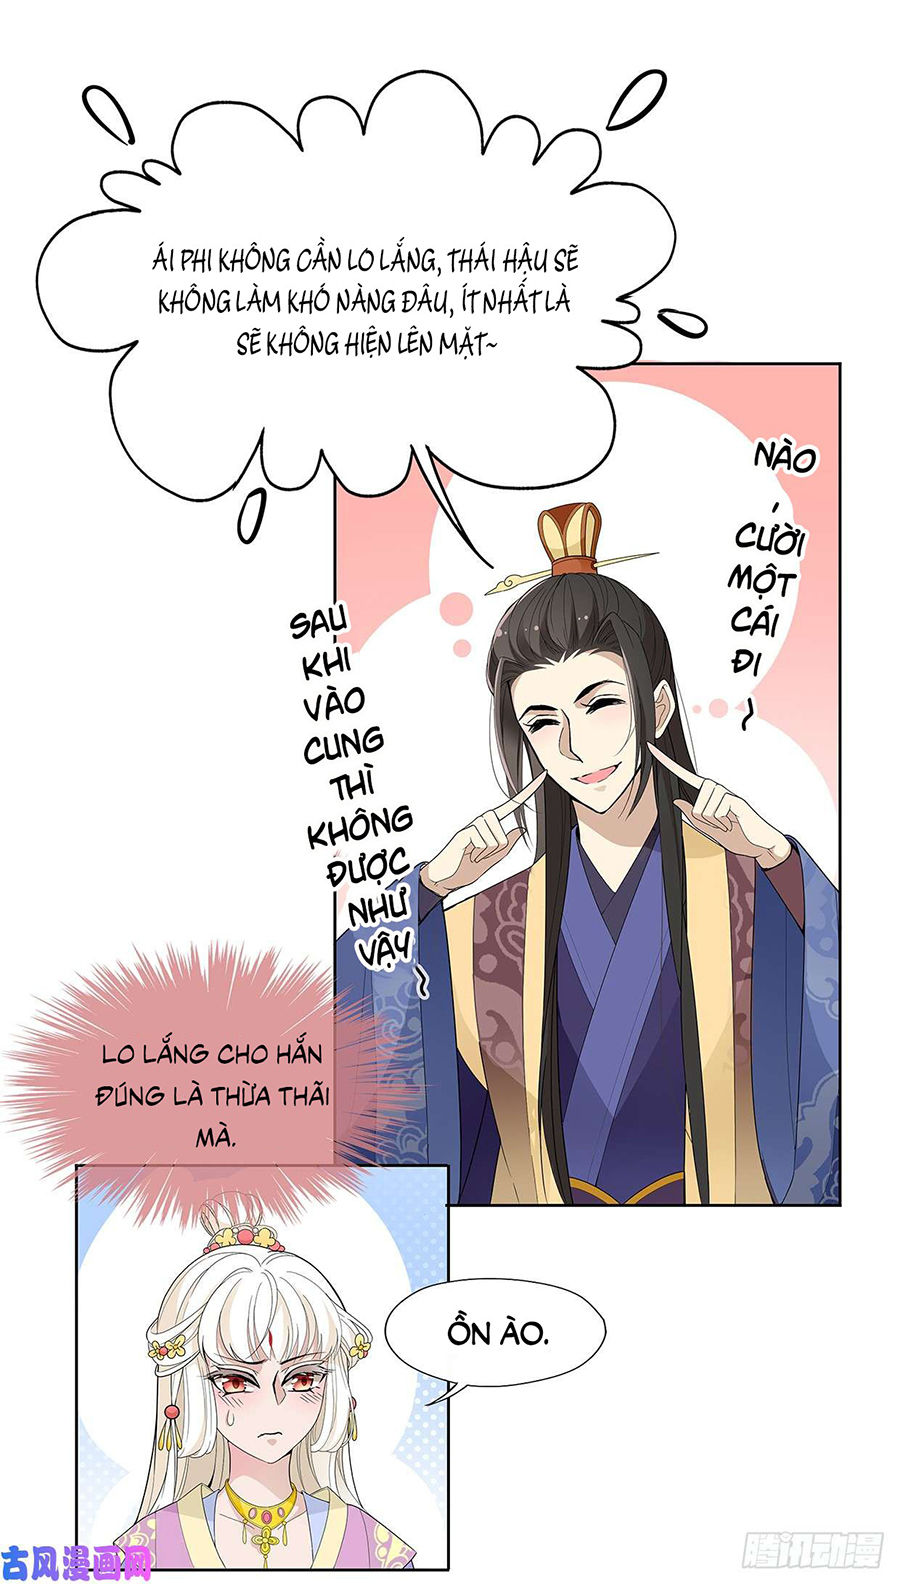 ÁI PHI KHÔNG CẦN LO LẮNG, THÁI HẬU SẼ
KHÔNG LÀM KHÓ NÀNG ĐÂU, ÍT NHẤT LÀ
SẼ KHÔNG HIỆN LÊN MẶT~
NÀO
,
CƯỜI
MỘT
CÁI
ĐI
~
SAU
KHI
VÀO
CUNG
THÌ
KHÔNG
ĐƯỢC
NHƯ
VẬY
~
LO LẮNG CHO HẮN
ĐÚNG LÀ THỪA THÃI
MÀ.
ỒN ÀO.
古风漫画网
腾讯动漫